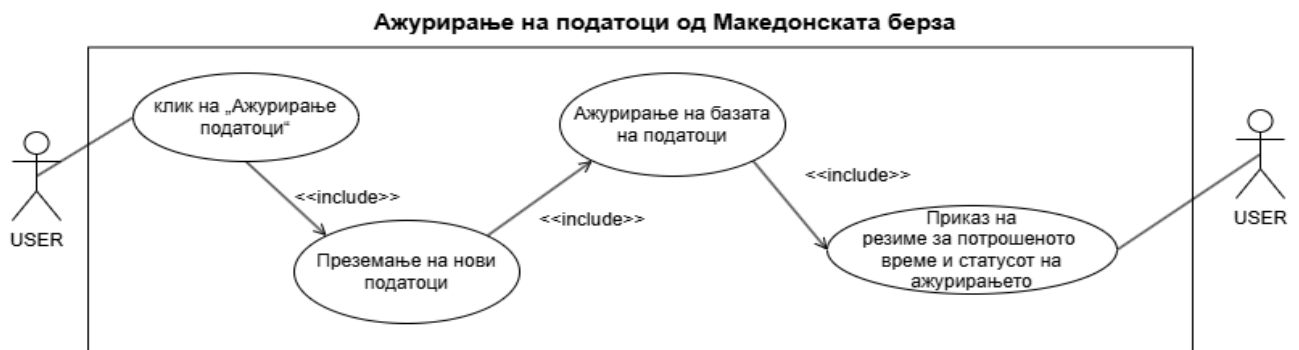 Ажурирање на податоци од Македонската берза
клик на „Ажурирање
податоци“
USER
<<include>>
Преземање на нови
податоци
<<include>>
Ажурирање на базата
на податоци
<<include>>
Приказ на
резиме за потрошеното
време и статусот на
ажурирањето
USER